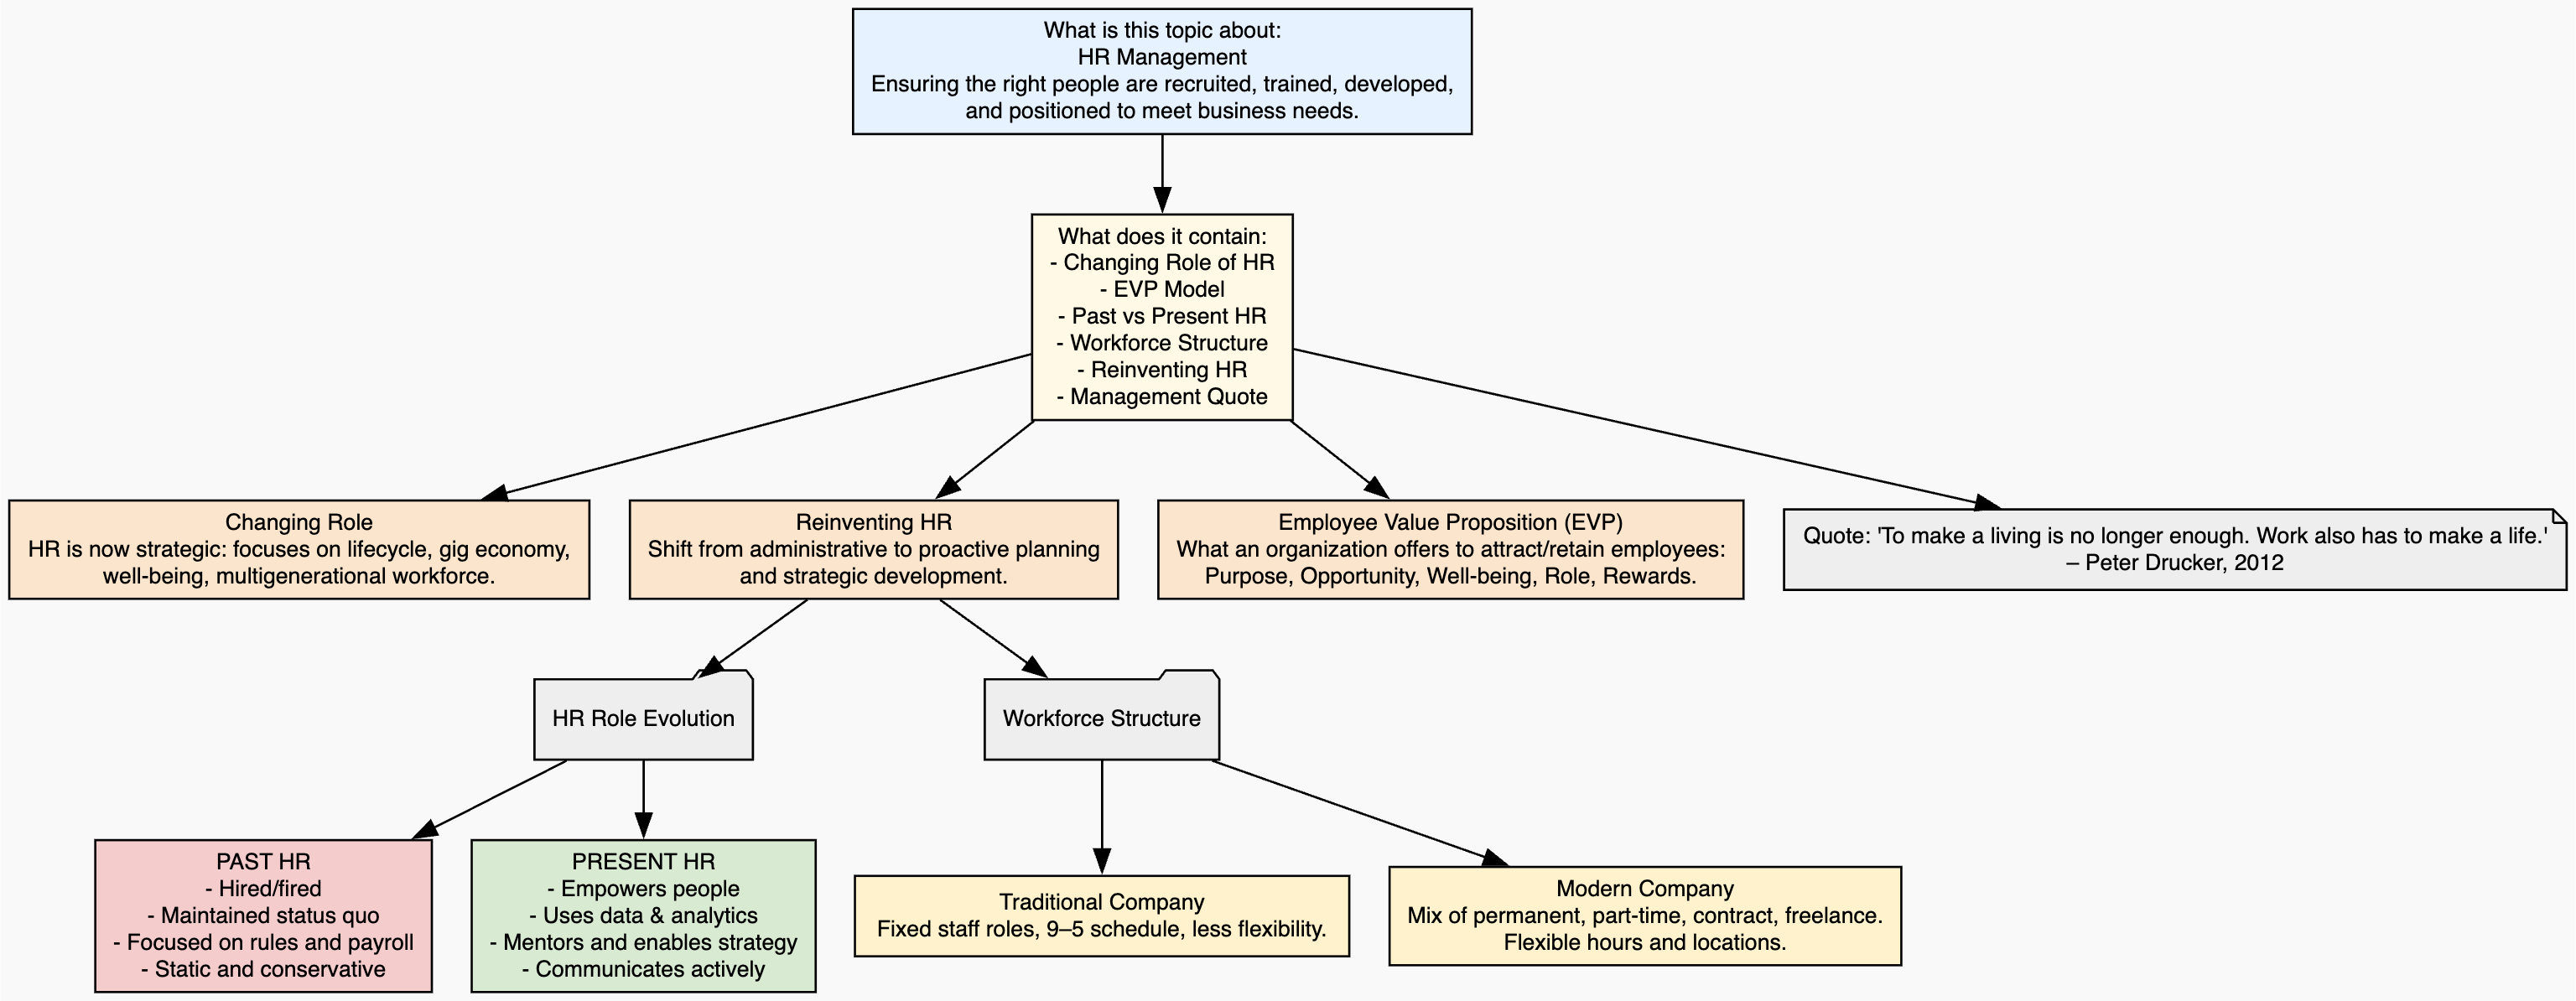 What is this topic about:
HR Management
Ensuring the right people are recruited, trained, developed,
and positioned to meet business needs.
What does it contain:
- Changing Role of HR
- EVP Model
- Past vs Present HR
- Workforce Structure
- Reinventing HR
- Management Quote
Changing Role
HR is now strategic: focuses on lifecycle, gig economy,
well-being, multigenerational workforce.
Reinventing HR
Shift from administrative to proactive planning
and strategic development.
Employee Value Proposition (EVP)
What an organization offers to attract/retain employees:
Purpose, Opportunity, Well-being, Role, Rewards.
Quote: 'To make a living is no longer enough. Work also has to make a life.'
– Peter Drucker, 2012
HR Role Evolution
Workforce Structure
PAST HR
- Hired/fired
- Maintained status quo
- Focused on rules and payroll
- Static and conservative
PRESENT HR
- Empowers people
- Uses data & analytics
- Mentors and enables strategy
- Communicates actively
Traditional Company
Fixed staff roles, 9–5 schedule, less flexibility.
Modern Company
Mix of permanent, part-time, contract, freelance.
Flexible hours and locations.